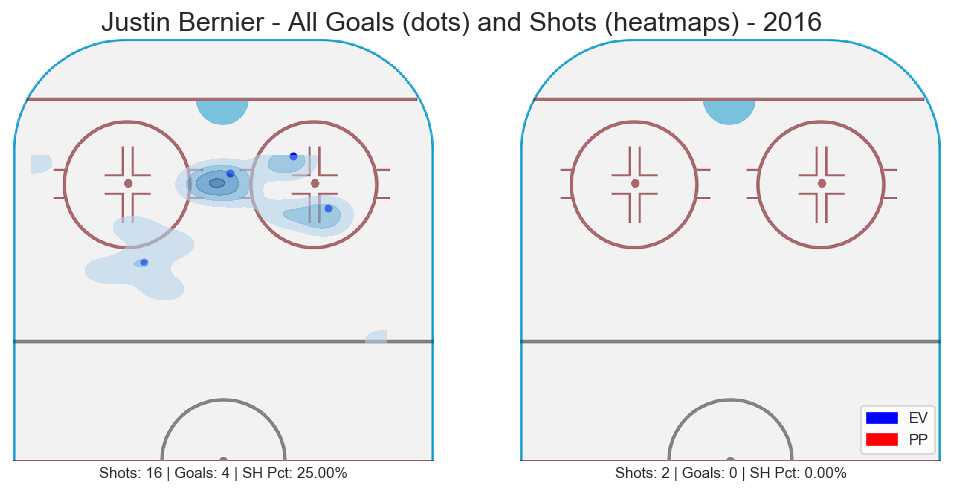 Justin Bernier - All Goals (dots) and Shots (heatmaps) - 2016
EV
PP
Shots: 16 | Goals: 4 | SH Pct: 25.00%
Shots: 2 | Goals: 0 | SH Pct: 0.00%